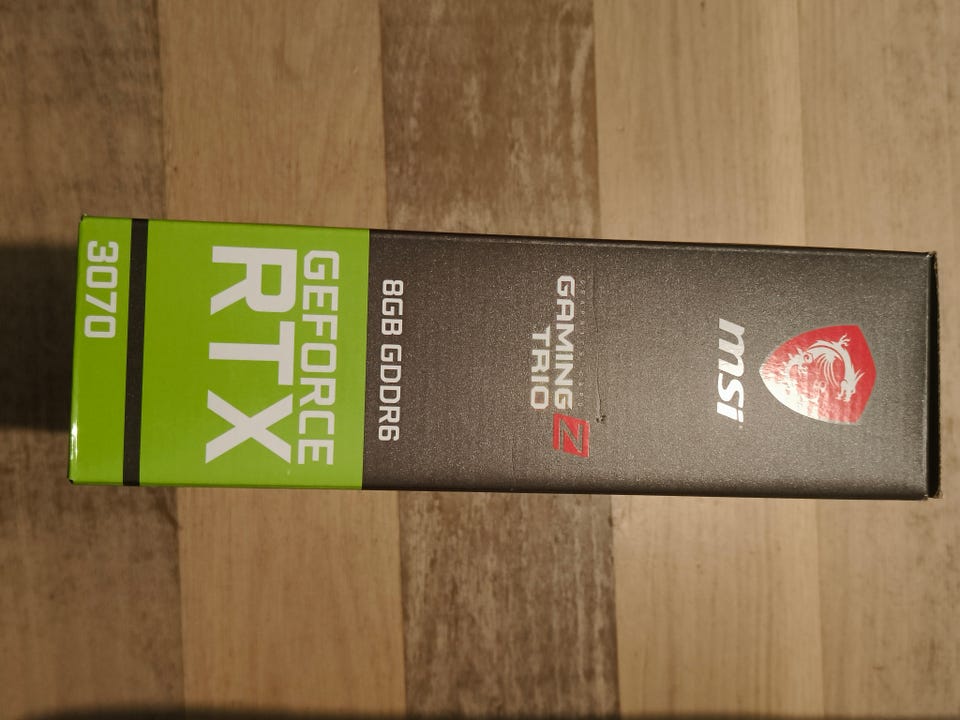 msi
GAMING Z
TRIO
8GB GDDR6
GEFORCE
RTX
3070